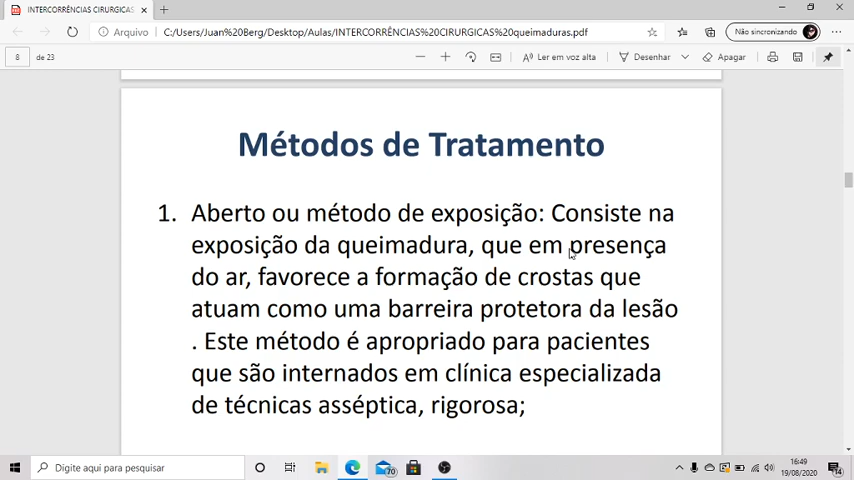 INTERCORRÊNCIAS CIRURGICAS
Arquivo
C:/Users/Juan%20Berg/Desktop/Aulas/INTERCORRÊNCIAS%20CIRURGICAS%20queimaduras.pdf
Não sincronizando
8 de 23
Ler em voz alta
Desenhar
Apagar
Métodos de Tratamento
1. Aberto ou método de exposição: Consiste na
exposição da queimadura, que em presença
do ar, favorece a formação de crostas que
atuam como uma barreira protetora da lesão
. Este método é apropriado para pacientes
que são internados em clínica especializada
de técnicas asséptica, rigorosa;
Digite aqui para pesquisar
70
16:49
19/08/2020
14